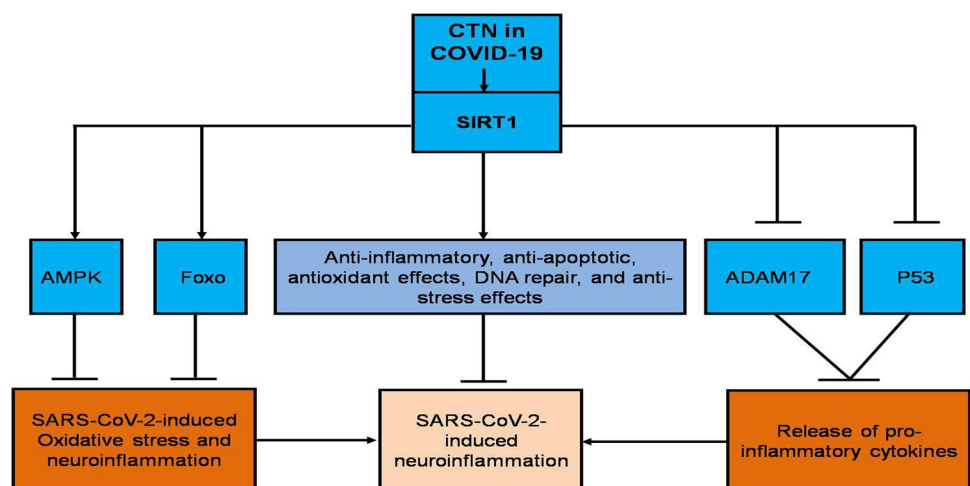 CTN in
COVID-19
SIRT1
AMPK
Foxo
Anti-inflammatory, anti-apoptotic,
antioxidant effects, DNA repair, and anti-
stress effects
ADAM17
P53
SARS-CoV-2-induced
Oxidative stress and
neuroinflammation
SARS-CoV-2-
induced
neuroinflammation
Release of pro-
inflammatory cytokines